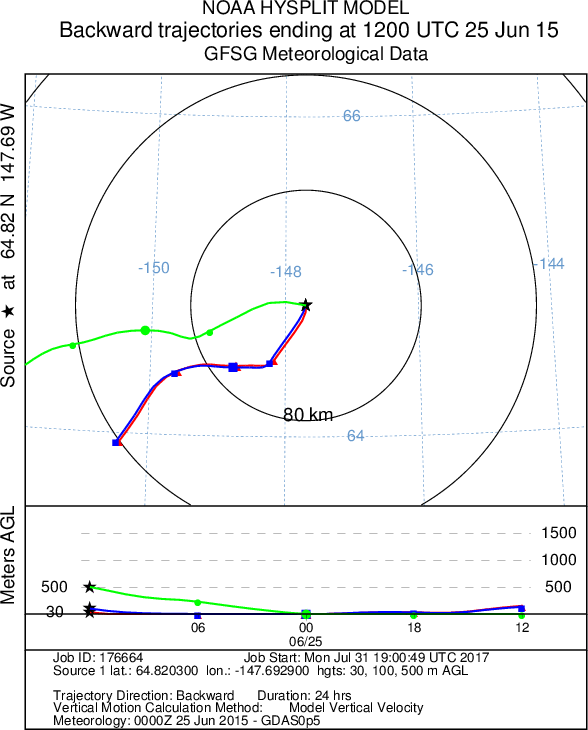 NOAA HYSPLIT MODEL
Backward trajectories ending at 1200 UTC 25 Jun 15
GFSG Meteorological Data
Source ★ at 64.82 N 147.69 W
66
-150
-148
-146
-144
80 km
64
Meters AGL
1500
1000
500
500
30
06
00
18
12
06/25
Job ID: 176664 Job Start: Mon Jul 31 19:00:49 UTC 2017
Source 1 lat.: 64.820300 lon.: -147.692900 hgts: 30, 100, 500 m AGL
Trajectory Direction: Backward Duration: 24 hrs
Vertical Motion Calculation Method: Model Vertical Velocity
Meteorology: 0000Z 25 Jun 2015 - GDAS0p5